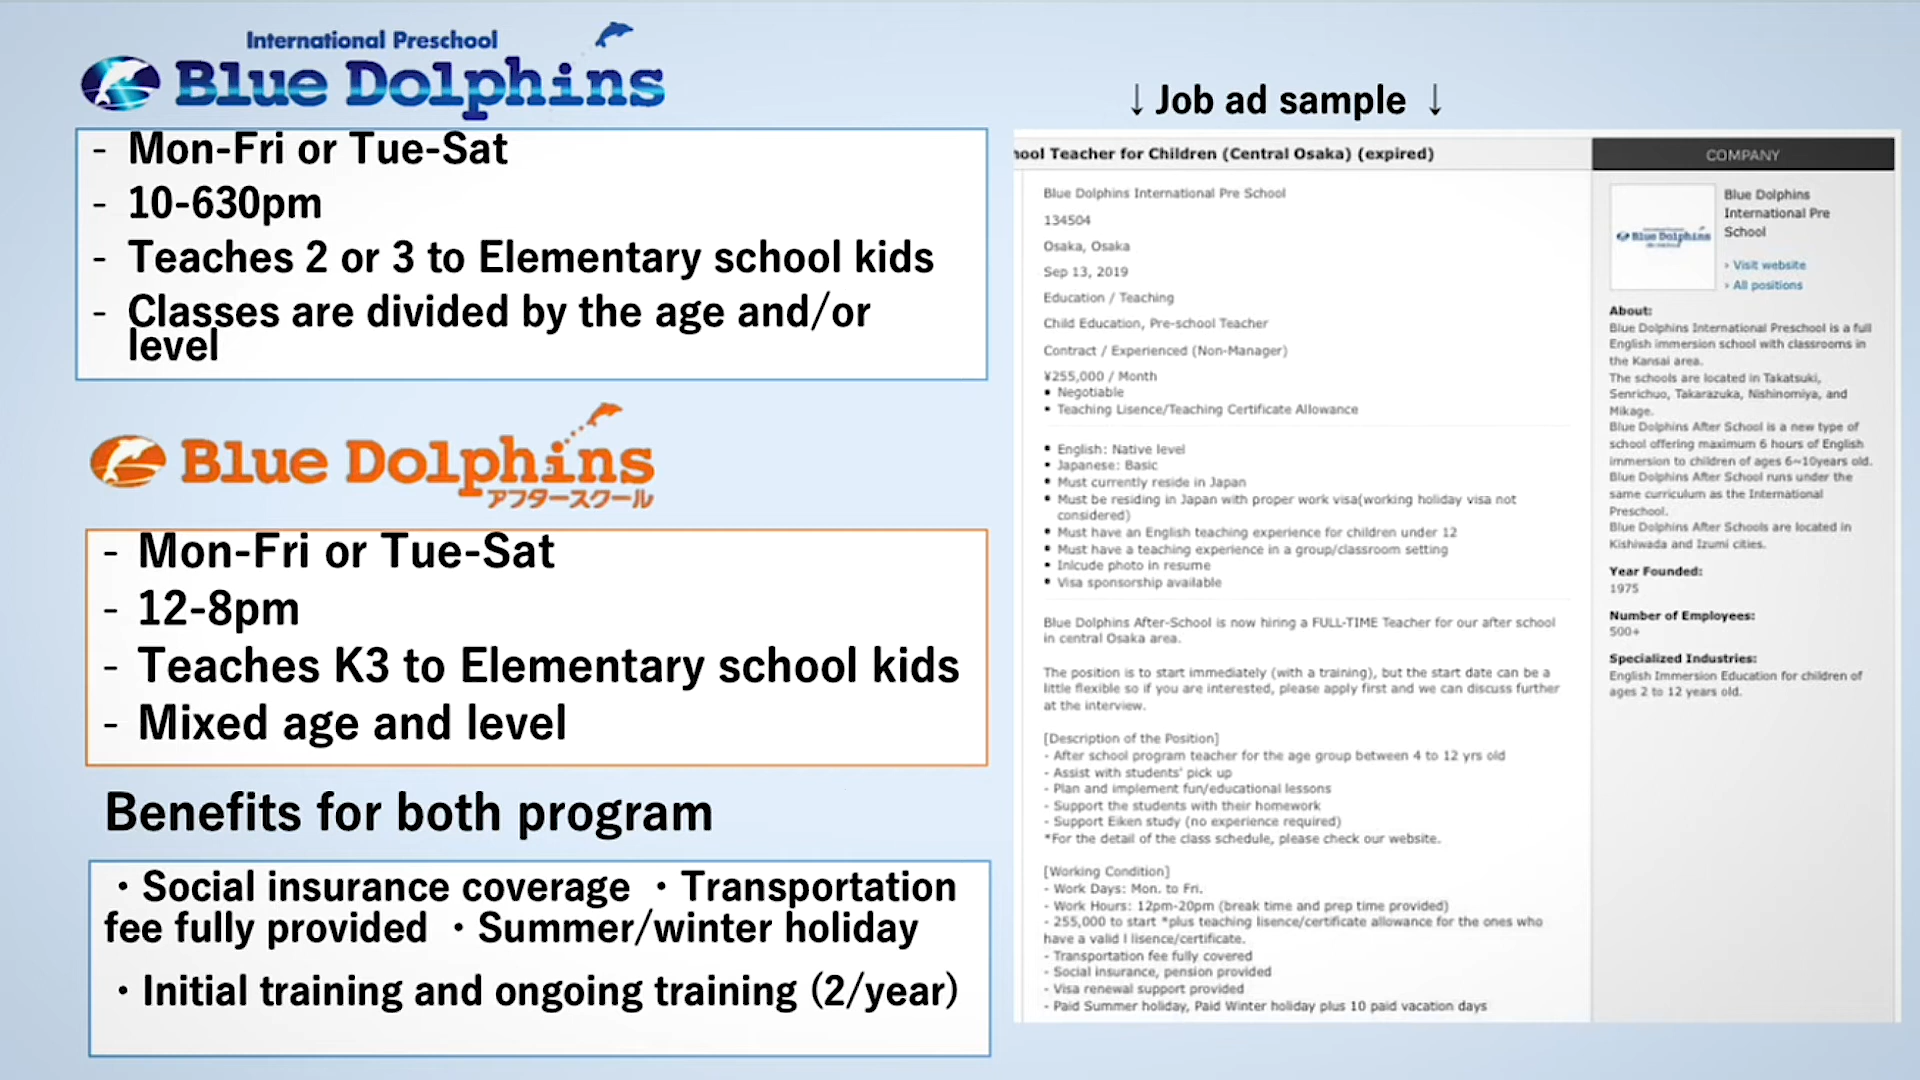 International Preschool
Blue Dolphins
- Mon-Fri or Tue-Sat
- 10-630pm
- Teaches 2 or 3 to Elementary school kids
- Classes are divided by the age and/or
level
Blue Dolphins
アフタースクール
- Mon-Fri or Tue-Sat
- 12-8pm
- Teaches K3 to Elementary school kids
- Mixed age and level
Benefits for both program
・Social insurance coverage ・Transportation
fee fully provided ・Summer/winter holiday
・Initial training and ongoing training (2/year)
↓ Job ad sample ↓
hool Teacher for Children (Central Osaka) (expired)
Blue Dolphins International Pre School
134504
Osaka, Osaka
Sep 13, 2019
Education / Teaching
Child Education, Pre-school Teacher
Contract / Experienced (Non-Manager)
¥255,000 / Month
• Negotiable
• Teaching Lisence/Teaching Certificate Allowance
• English: Native level
• Japanese: Basic
• Must currently reside in Japan
• Must be residing in Japan with proper work visa(working holiday visa not
considered)
• Must have an English teaching experience for children under 12
• Must have a teaching experience in a group/classroom setting
• Inlcude photo in resume
• Visa sponsorship available
Blue Dolphins After-School is now hiring a FULL-TIME Teacher for our after school
in central Osaka area.
The position is to start immediately (with a training), but the start date can be a
little flexible so if you are interested, please apply first and we can discuss further
at the interview.
[Description of the Position]
- After school program teacher for the age group between 4 to 12 yrs old
- Assist with students' pick up
- Plan and implement fun/educational lessons
- Support the students with their homework
- Support Eiken study (no experience required)
*For the detail of the class schedule, please check our website.
[Working Condition]
- Work Days: Mon. to Fri.
- Work Hours: 12pm-20pm (break time and prep time provided)
- 255,000 to start *plus teaching lisence/certificate allowance for the ones who
have a valid l lisence/certificate.
- Transportation fee fully covered
- Social insurance, pension provided
- Visa renewal support provided
- Paid Summer holiday, Paid Winter holiday plus 10 paid vacation days
COMPANY
Blue Dolphins
Blue Dolphins
International Pre
School
› Visit website
› All positions
About:
Blue Dolphins International Preschool is a full
English immersion school with classrooms in
the Kansai area.
The schools are located in Takatsuki,
Senrichuo, Takarazuka, Nishinomiya, and
Mikage.
Blue Dolphins After School is a new type of
school offering maximum 6 hours of English
immersion to children of ages 6~10years old.
Blue Dolphins After School runs under the
same curriculum as the International
Preschool.
Blue Dolphins After Schools are located in
Kishiwada and Izumi cities.
Year Founded:
1975
Number of Employees:
500+
Specialized Industries:
English Immersion Education for children of
ages 2 to 12 years old.